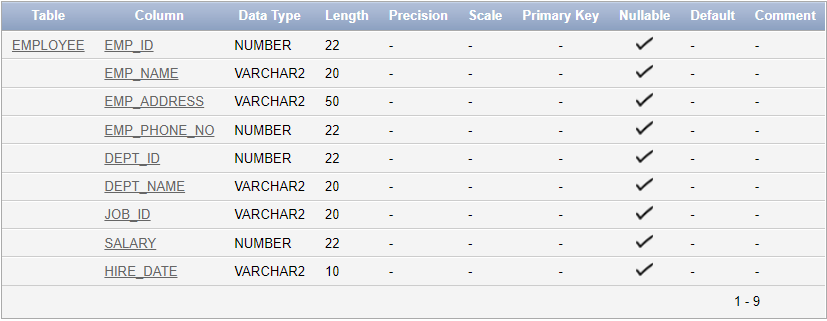 Table Column Data Type Length Precision Scale Primary Key Nullable Default Comment
EMPLOYEE EMP_ID NUMBER 22 - - - - -
EMP_NAME VARCHAR2 20 - - - - -
EMP_ADDRESS VARCHAR2 50 - - - - -
EMP_PHONE_NO NUMBER 22 - - - - -
DEPT_ID NUMBER 22 - - - - -
DEPT_NAME VARCHAR2 20 - - - - -
JOB_ID VARCHAR2 20 - - - - -
SALARY NUMBER 22 - - - - -
HIRE_DATE VARCHAR2 10 - - - - -
1 - 9